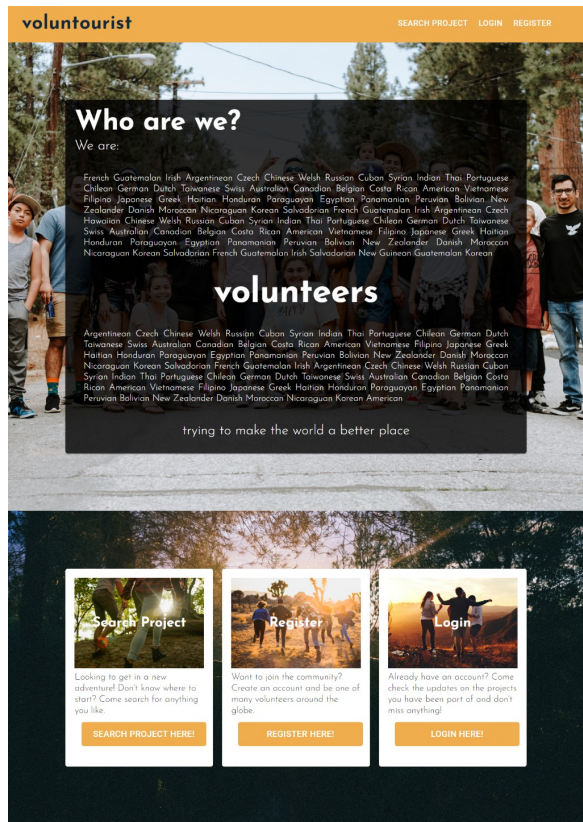 voluntourist
SEARCH PROJECT LOGIN REGISTER
Who are we?
We are:
French Guatemalan Irish Argentinean Czech Chinese Welsh Russian Cuban Syrian Indian Thai Portuguese
Chilean German Dutch Taiwanese Swiss Australian Canadian Belgian Costa Rican American Vietnamese
Filipino Japanese Greek Haitian Honduran Paraguayan Egyptian Panamanian Peruvian Bolivian New
Zealander Danish Moroccan Nicaraguan Korean Salvadorian French Guatemalan Irish Argentinean Czech
Hawaiian Chinese Welsh Russian Cuban Syrian Indian Thai Portuguese Chilean German Dutch Taiwanese
Swiss Australian Canadian Belgian Costa Rican American Vietnamese Filipino Japanese Greek Haitian
Honduran Paraguayan Egyptian Panamanian Peruvian Bolivian New Zealander Danish Moroccan
Nicaraguan Korean Salvadorian French Guatemalan Irish Salvadorian New Guinean Guatemalan Korean
volunteers
Argentinean Czech Chinese Welsh Russian Cuban Syrian Indian Thai Portuguese Chilean German Dutch
Taiwanese Swiss Australian Canadian Belgian Costa Rican American Vietnamese Filipino Japanese Greek
Haitian Honduran Paraguayan Egyptian Panamanian Peruvian Bolivian New Zealander Danish Moroccan
Nicaraguan Korean Salvadorian French Guatemalan Irish Argentinean Czech Chinese Welsh Russian Cuban
Syrian Indian Thai Portuguese Chilean German Dutch Taiwanese Swiss Australian Canadian Belgian Costa
Rican American Vietnamese Filipino Japanese Greek Haitian Honduran Paraguayan Egyptian Panamanian
Peruvian Bolivian New Zealander Danish Moroccan Nicaraguan Korean American
trying to make the world a better place
Search Project
Looking to get in a new
adventure! Don't know where to
start? Come search for anything
you like.
SEARCH PROJECT HERE!
Register
Want to join the community?
Create an account and be one of
many volunteers around the
globe.
REGISTER HERE!
Login
Already have an account? Come
check the updates on the projects
you have been part of and don't
miss anything!
LOGIN HERE!